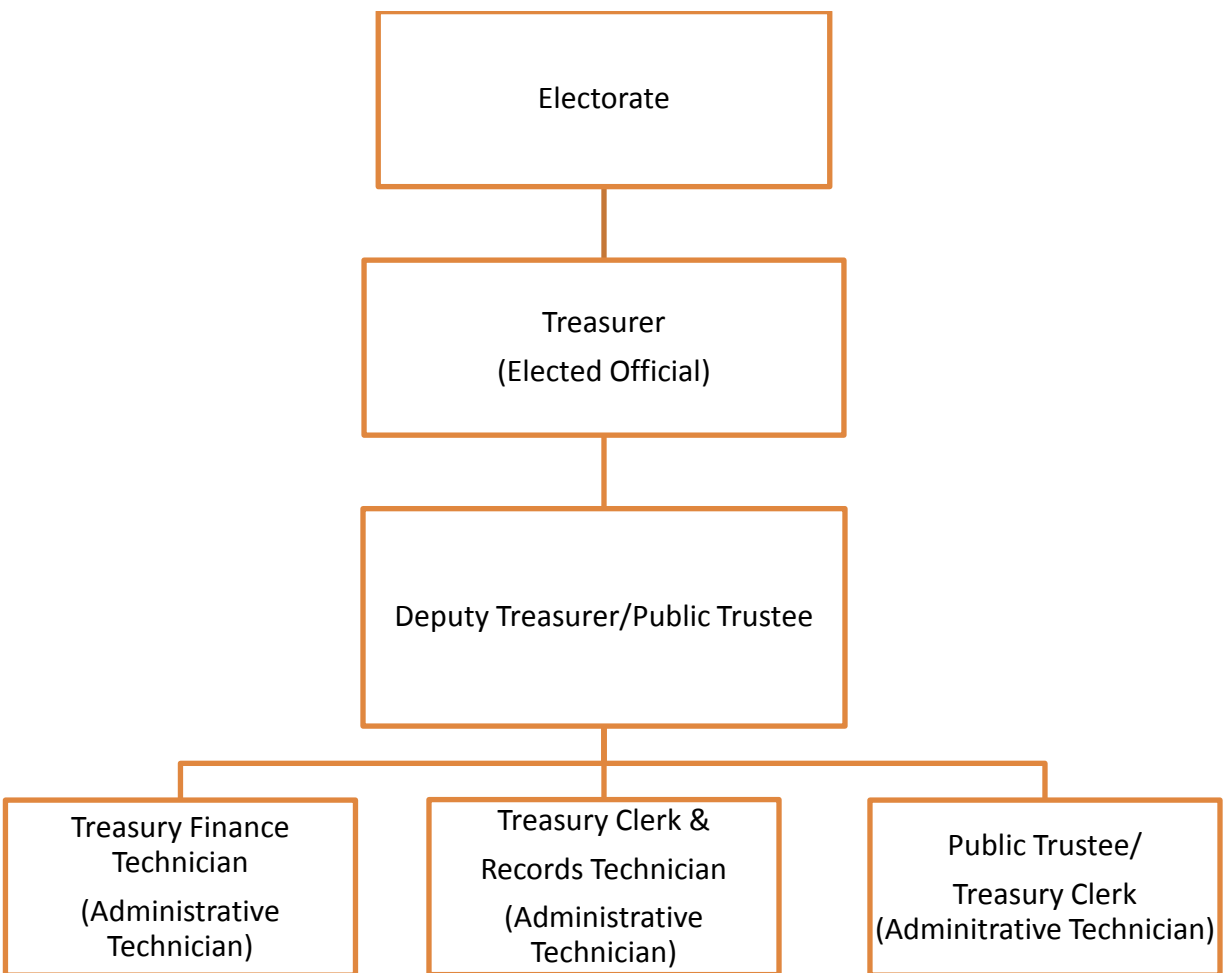 Electorate
Treasurer
(Elected Official)
Deputy Treasurer/Public Trustee
Treasury Finance
Technician
(Administrative
Technician)
Treasury Clerk &
Records Technician
(Administrative
Technician)
Public Trustee/
Treasury Clerk
(Adminitrative Technician)